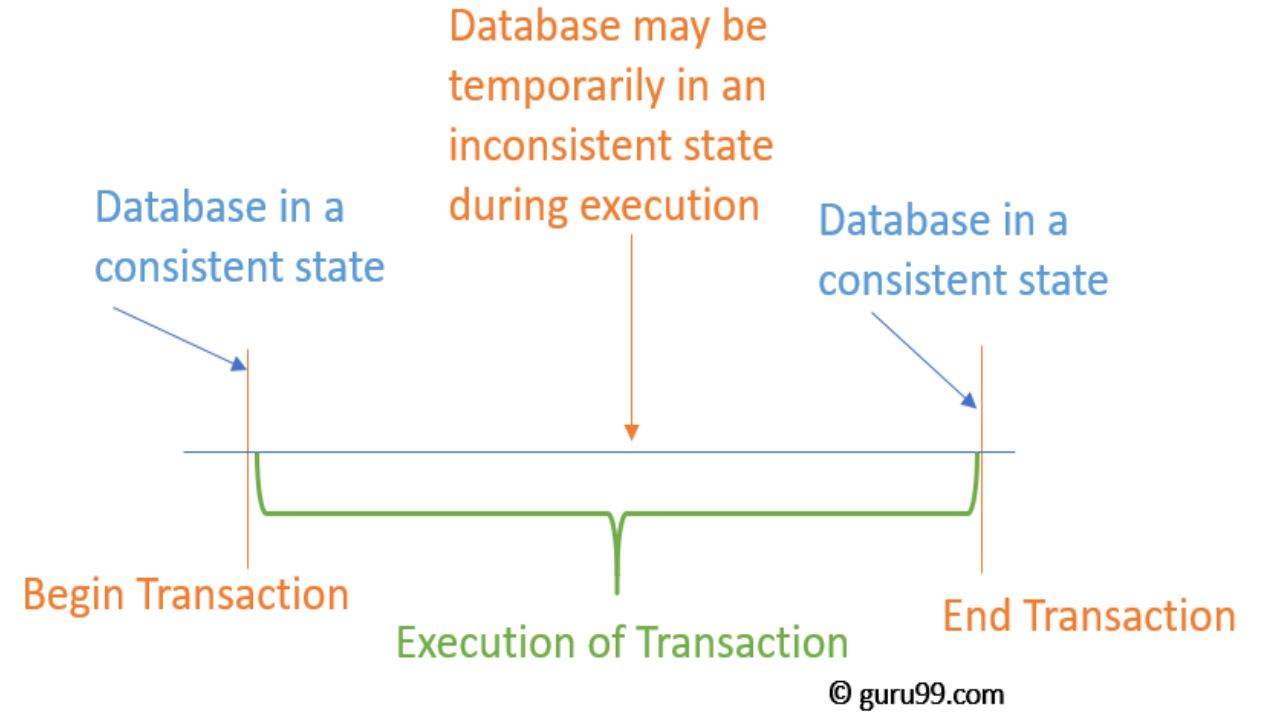 Database may be
temporarily in an
inconsistent state
during execution
Database in a
consistent state
Database in a
consistent state
Begin Transaction
End Transaction
Execution of Transaction
© guru99.com